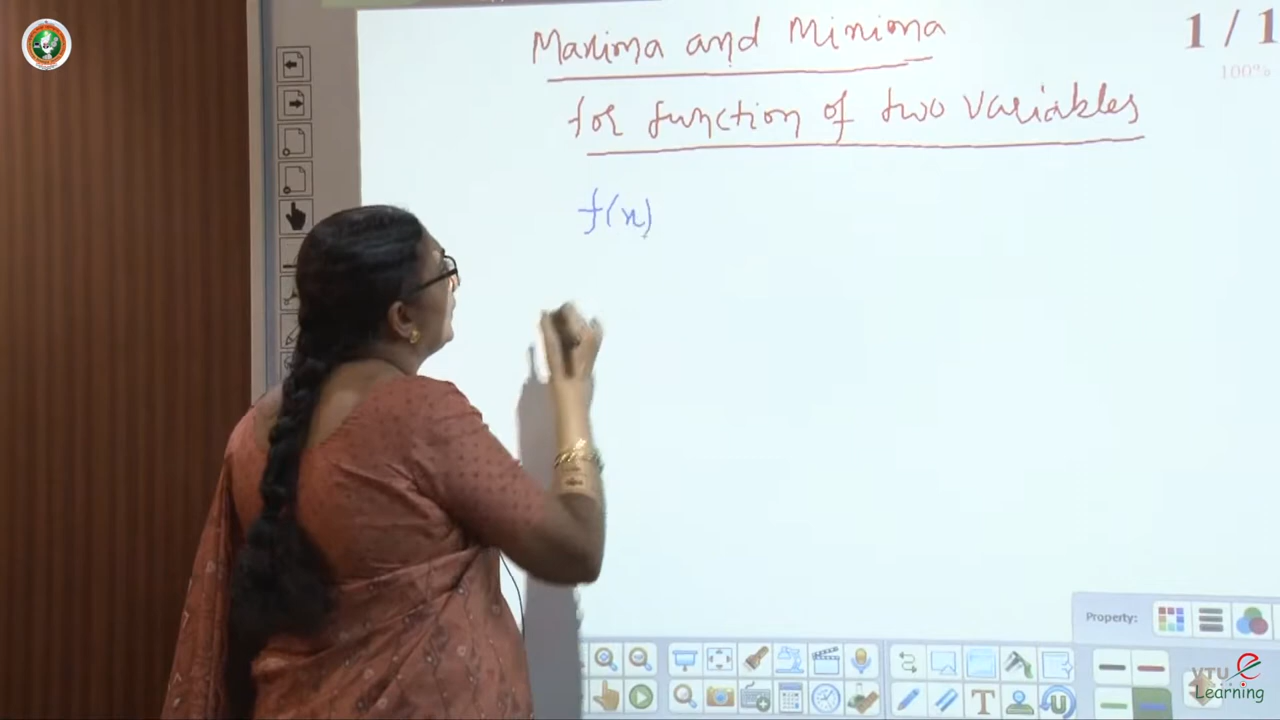 Maxima and Minima
1 / 1
100%
for function of two variables
f(x)
Property:
VTU e
Learning